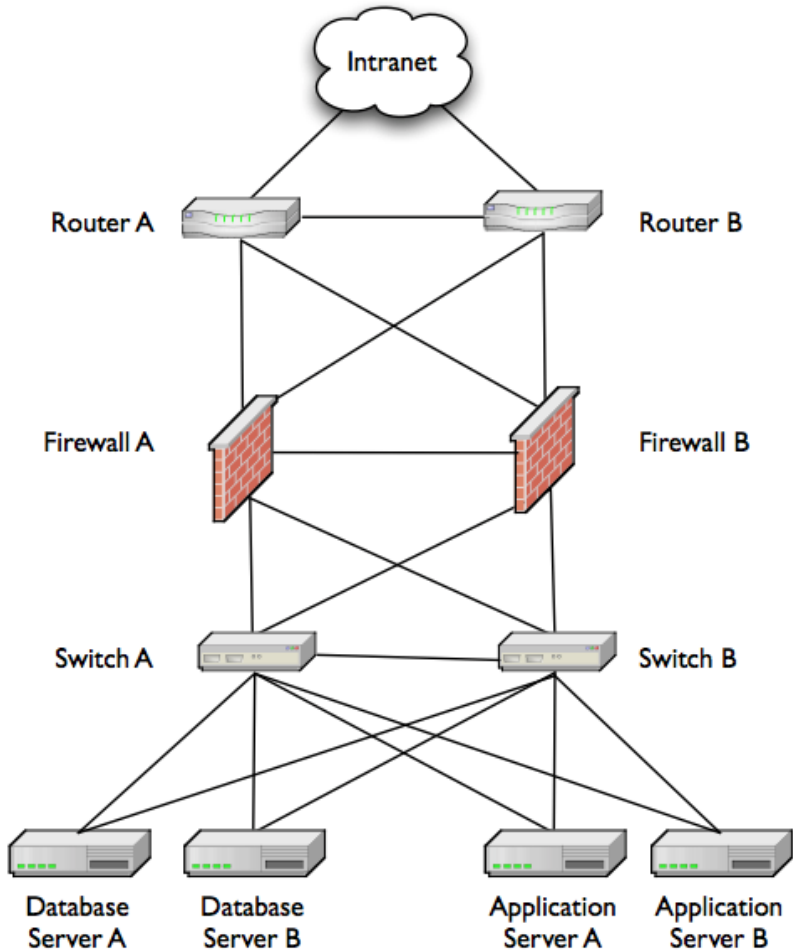 Intranet
Router A
Router B
Firewall A
Firewall B
Switch A
Switch B
Database
Server A
Database
Server B
Application
Server A
Application
Server B